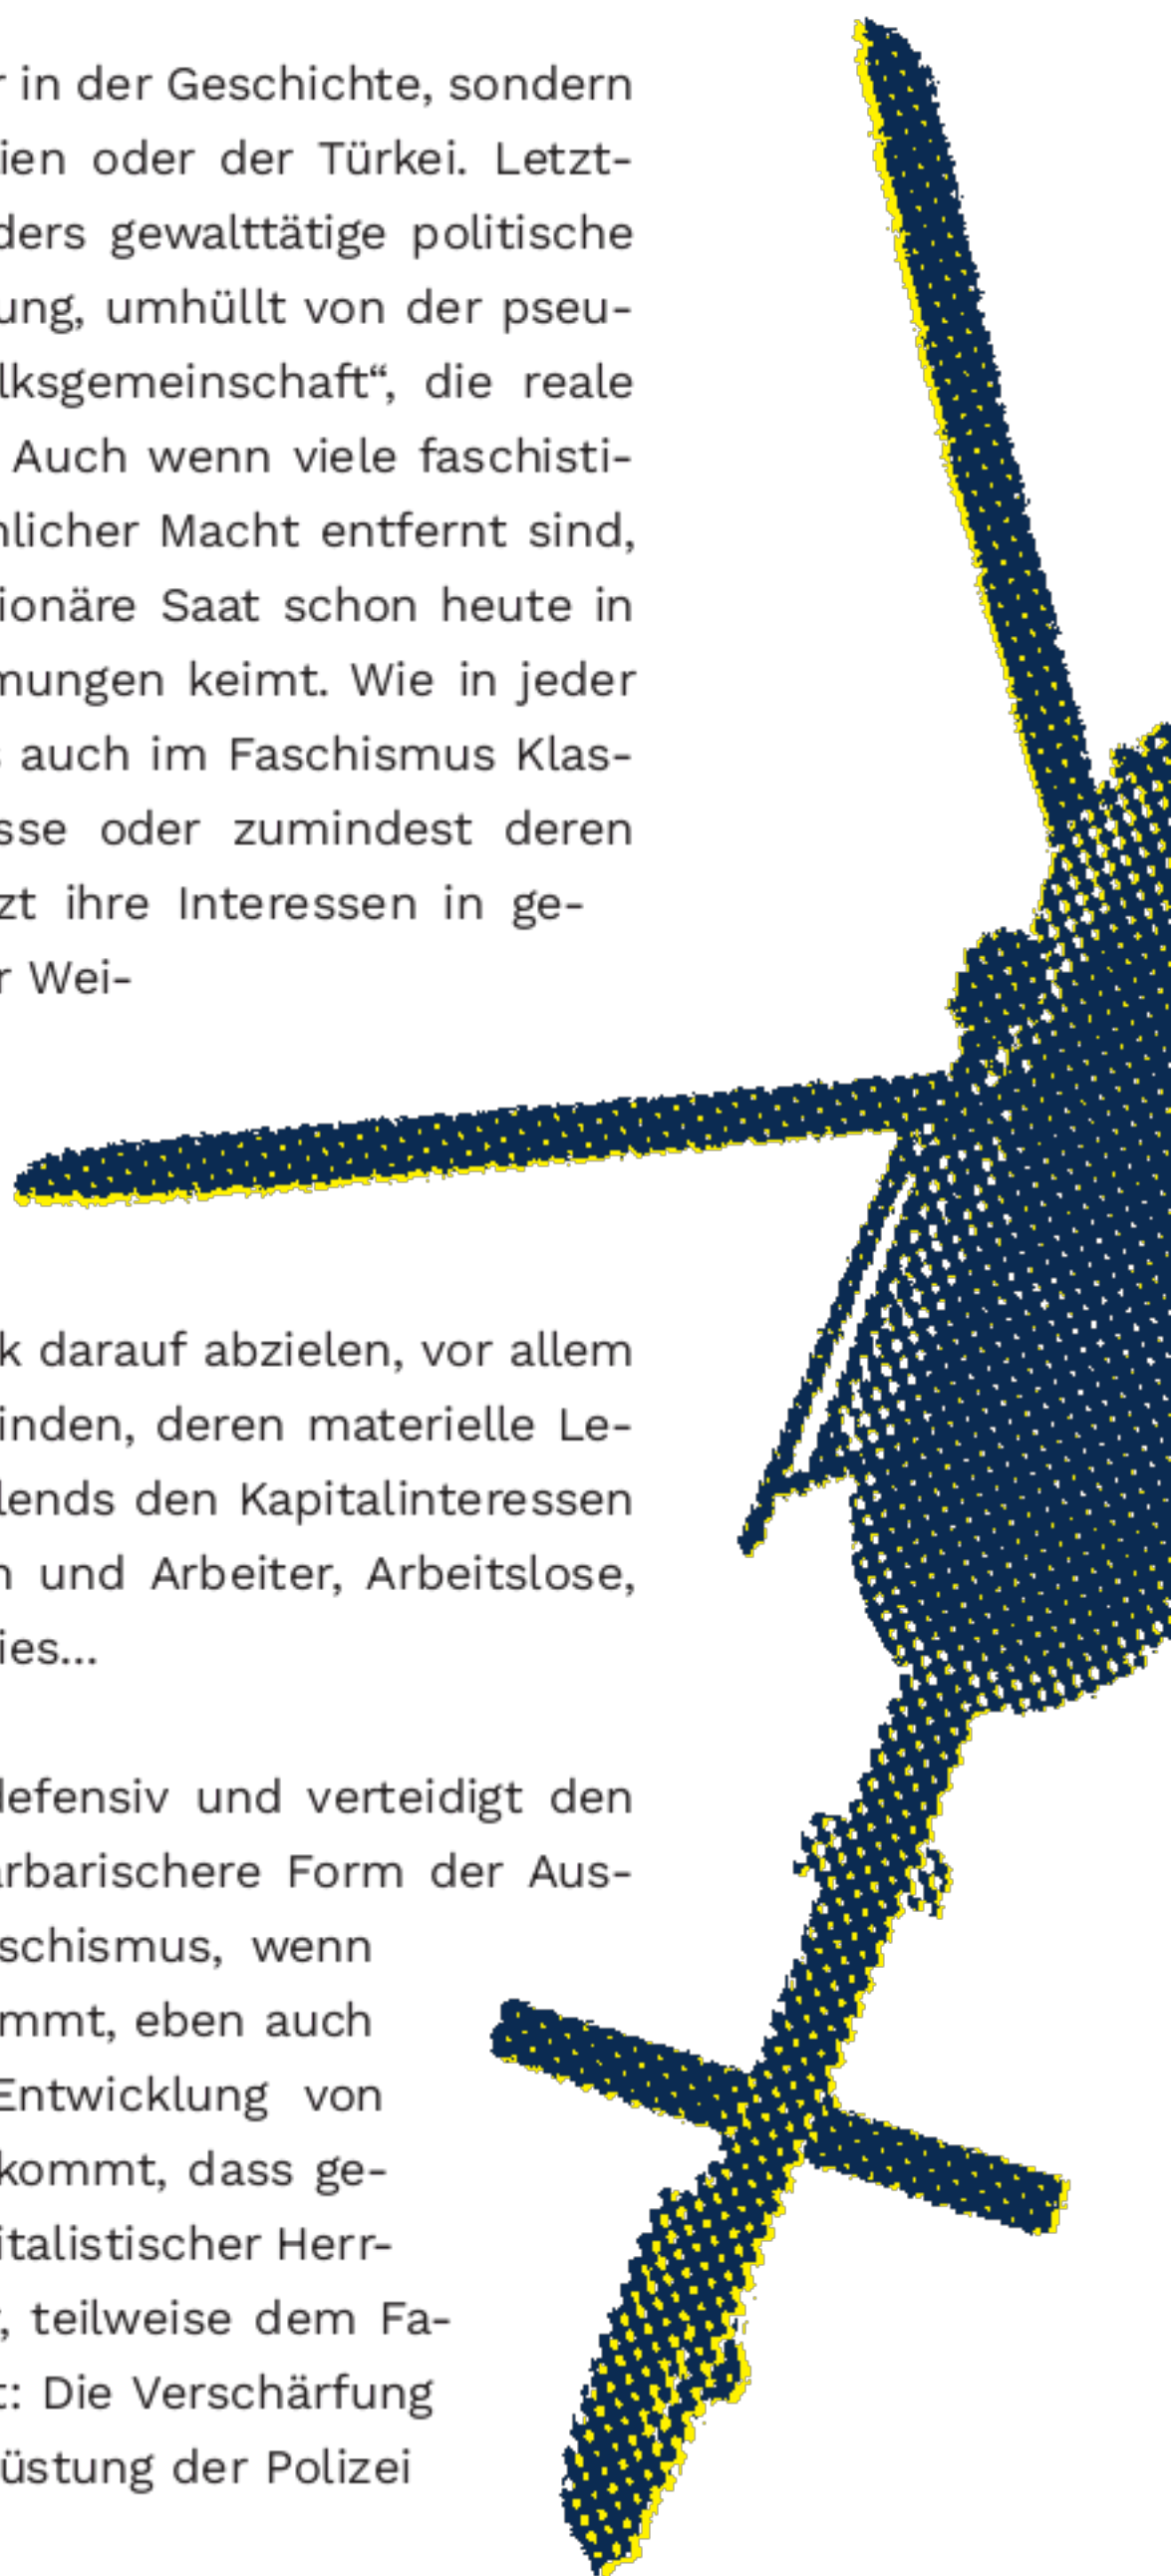 r in der Geschichte, sondern
ien oder der Türkei. Letzt-
ders gewalttätige politische
ung, umhüllt von der pseu-
lksgemeinschaft“, die reale
Auch wenn viele faschisti-
nlicher Macht entfernt sind,
ionäre Saat schon heute in
mungen keimt. Wie in jeder
s auch im Faschismus Klas-
sse oder zumindest deren
zt ihre Interessen in ge-
r Wei-
k darauf abzielen, vor allem
inden, deren materielle Le-
lends den Kapitalinteressen
n und Arbeiter, Arbeitslose,
ies...
defensiv und verteidigt den
arbarischere Form der Aus-
schismus, wenn
mmt, eben auch
Entwicklung von
kommt, dass ge-
italistischer Herr-
, teilweise dem Fa-
t: Die Verschärfung
üstung der Polizei